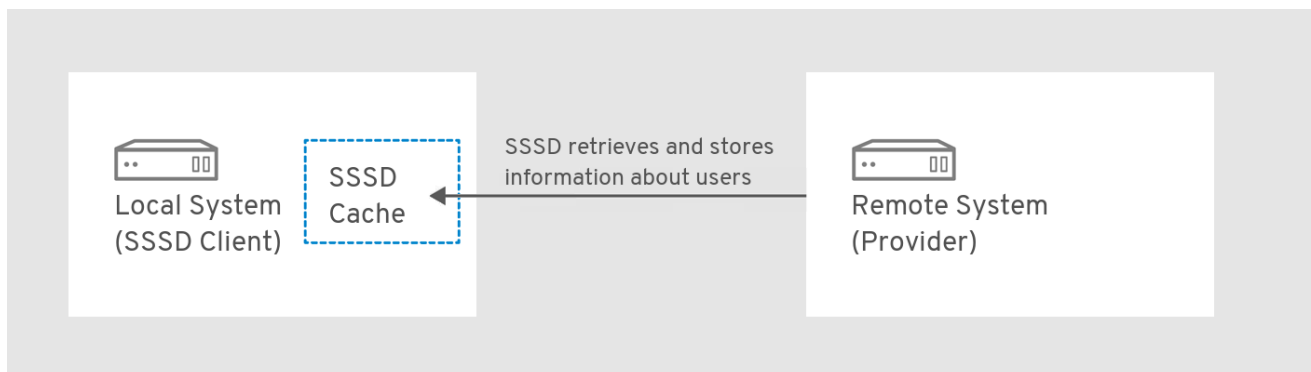 Local System
(SSSD Client)
SSSD
Cache
SSSD retrieves and stores
information about users
Remote System
(Provider)